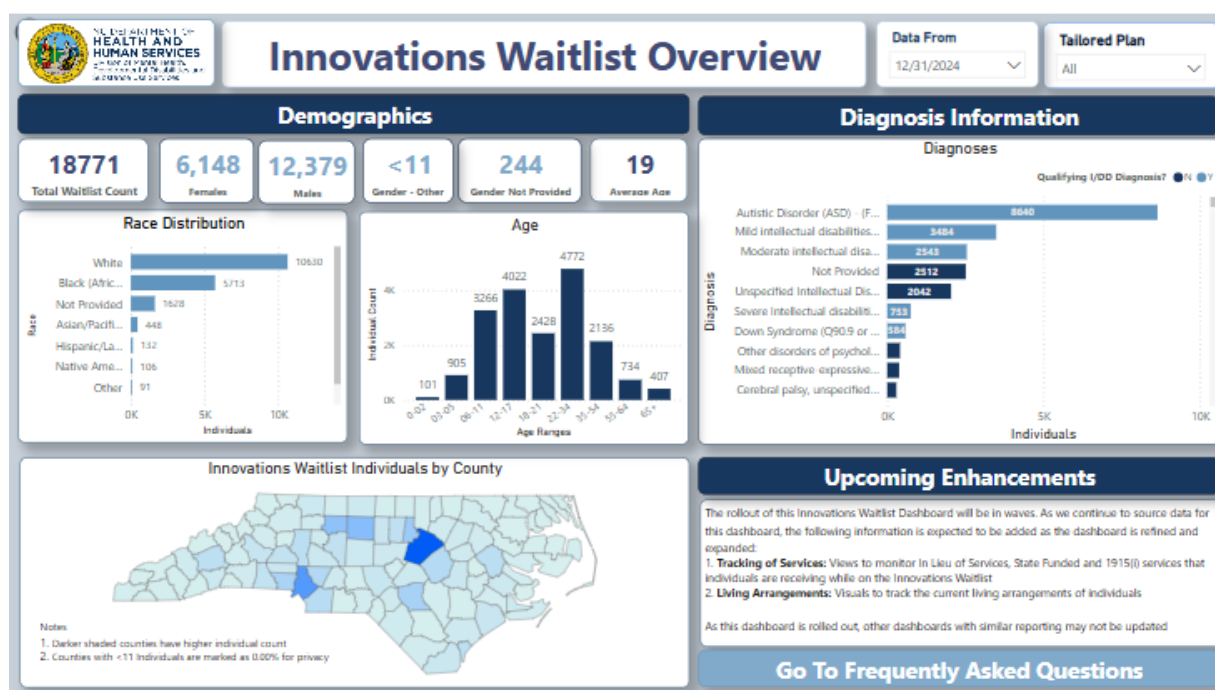 NC DEPARTMENT OF
HEALTH AND
HUMAN SERVICES
Division of Mental Health,
Developmental Disabilities and
Substance Use Services
Innovations Waitlist Overview
Data From
12/31/2024
Tailored Plan
All
Demographics
18771
Total Waitlist Count
6,148
Females
12,379
Males
<11
Gender - Other
244
Gender Not Provided
19
Average Age
Race Distribution
Race
White 10630
Black (Afric... 5713
Not Provided 1628
Asian/Pacifi... 448
Hispanic/La... 132
Native Ame... 106
Other 91
0K 5K 10K
Individuals
Age
Individual Count
4K
2K
0K
101 905 3266 4022 2428 4772 2136 734 407
0-02 03-05 06-11 12-17 18-21 22-34 35-54 55-64 65+
Age Ranges
Diagnosis Information
Diagnoses
Qualifying I/DD Diagnosis? N Y
Diagnosis
Autistic Disorder (ASD) - (F... 8640
Mild intellectual disabilities... 3484
Moderate intellectual disa... 2543
Not Provided 2512
Unspecified Intellectual Dis... 2042
Severe Intellectual disabiliti... 753
Down Syndrome (Q90.9 or ... 584
Other disorders of psychol...
Mixed receptive-expressive...
Cerebral palsy, unspecified...
0K 5K 10K
Individuals
Innovations Waitlist Individuals by County
Notes
1. Darker shaded counties have higher individual count
2. Counties with <11 Individuals are marked as 0.00% for privacy
Upcoming Enhancements
The rollout of this Innovations Waitlist Dashboard will be in waves. As we continue to source data for
this dashboard, the following information is expected to be added as the dashboard is refined and
expanded:
1. Tracking of Services: Views to monitor In Lieu of Services, State Funded and 1915(i) services that
individuals are receiving while on the Innovations Waitlist
2. Living Arrangements: Visuals to track the current living arrangements of individuals
As this dashboard is rolled out, other dashboards with similar reporting may not be updated
Go To Frequently Asked Questions